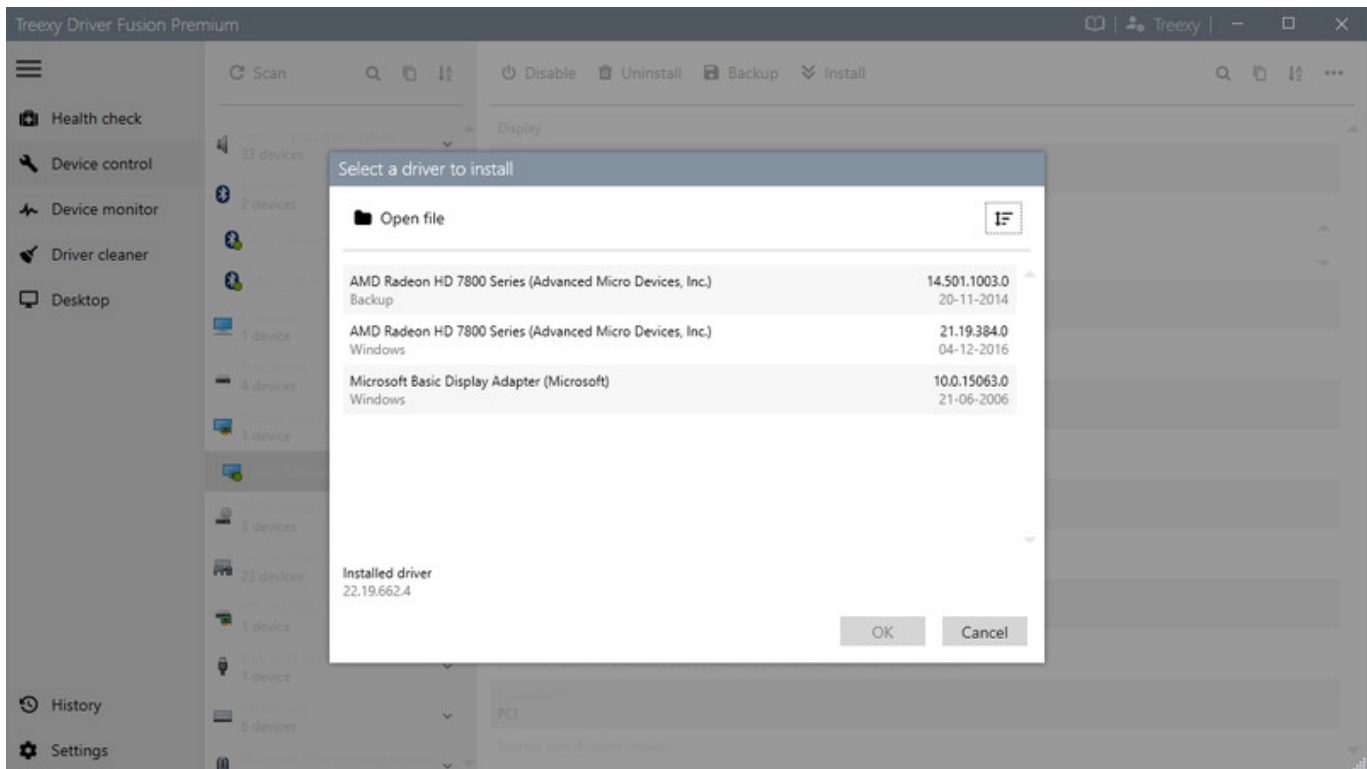 Treexy Driver Fusion Premium
Treexy
Scan
Disable
Uninstall
Backup
Install
Health check
Device control
Device monitor
Driver cleaner
Desktop
History
Settings
33 devices
2 devices
1 device
4 devices
1 device
3 devices
23 devices
1 device
1 device
6 devices
Display
Select a driver to install
Open file
AMD Radeon HD 7800 Series (Advanced Micro Devices, Inc.) 14.501.1003.0
Backup 20-11-2014
AMD Radeon HD 7800 Series (Advanced Micro Devices, Inc.) 21.19.384.0
Windows 04-12-2016
Microsoft Basic Display Adapter (Microsoft) 10.0.15063.0
Windows 21-06-2006
Installed driver
22.19.662.4
OK Cancel
PCI